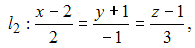 l₂ : (x − 2)/2 = (y + 1)/−1 = (z − 1)/3,